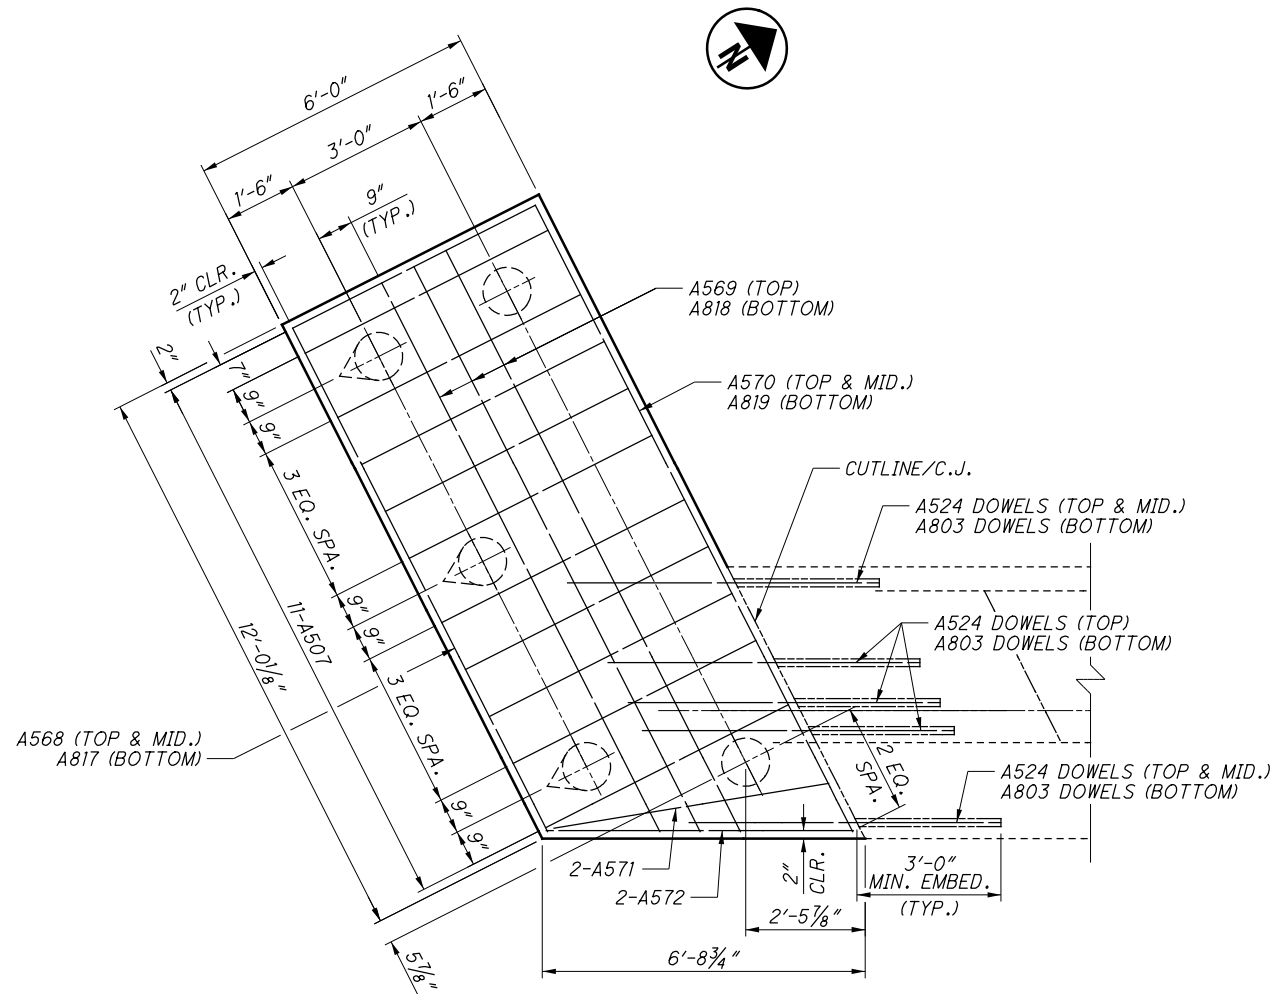 N
6'-0"
1'-6"
3'-0"
1'-6"
9"
(TYP.)
2" CLR.
(TYP.)
A569 (TOP)
A818 (BOTTOM)
2"
7"
9"
9"
A570 (TOP & MID.)
A819 (BOTTOM)
CUTLINE/C.J.
3 EQ. SPA.
A524 DOWELS (TOP & MID.)
A803 DOWELS (BOTTOM)
9"
9"
11-A507
12'-0⅛"
A524 DOWELS (TOP)
A803 DOWELS (BOTTOM)
3 EQ. SPA.
A568 (TOP & MID.)
A817 (BOTTOM)
2 EQ.
SPA.
A524 DOWELS (TOP & MID.)
A803 DOWELS (BOTTOM)
9"
9"
2-A571
2-A572
2"
CLR.
3'-0"
MIN. EMBED.
(TYP.)
2'-5⅞"
6'-8¾"
5⅞"